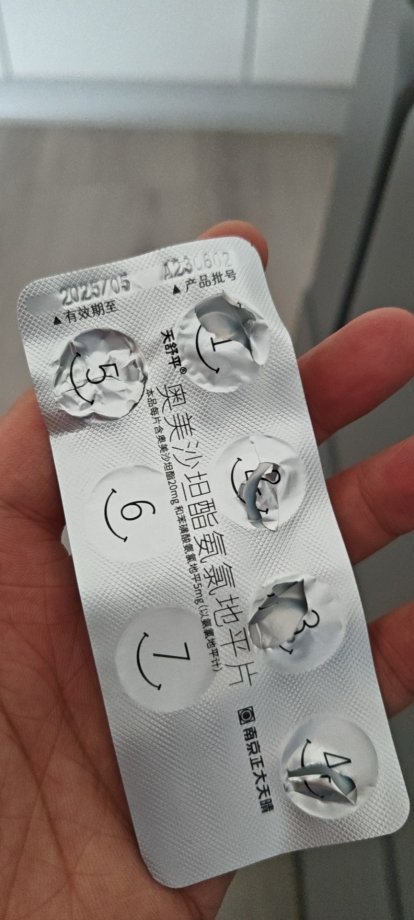 2025/05
▲有效期至
▲产品批号
天舒平®
奥美沙坦酯氨氯地平片
本品每片含奥美沙坦酯20mg和苯磺酸氨氯地平5mg(以氨氯地平计)
南京正大天晴
1
2
3
4
5
6
7